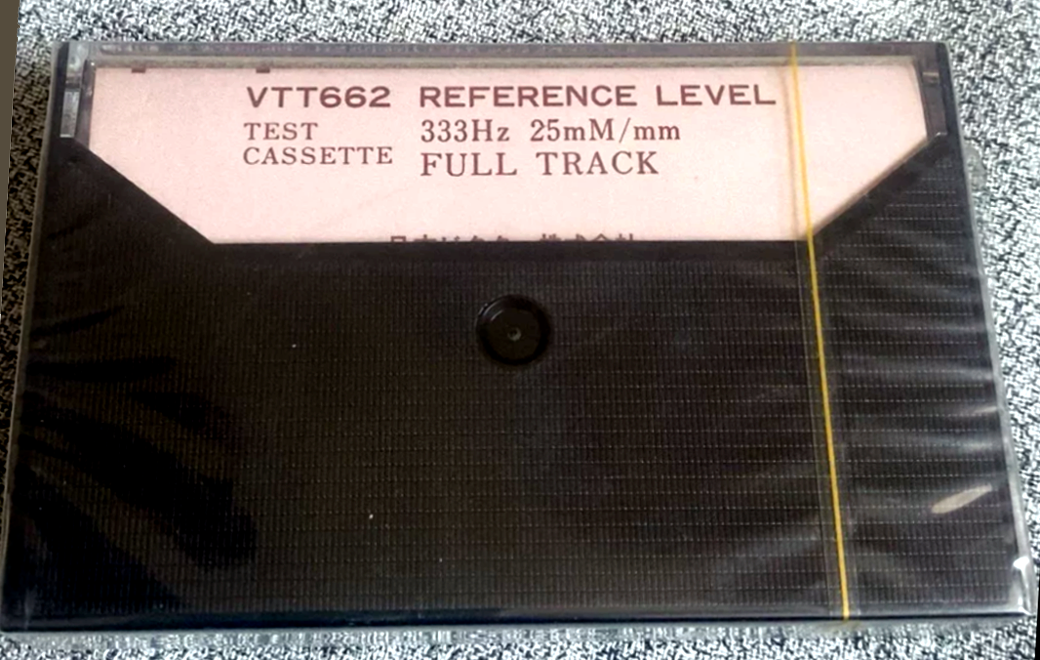 VTT662 REFERENCE LEVEL
TEST 333Hz 25mM/mm
CASSETTE FULL TRACK